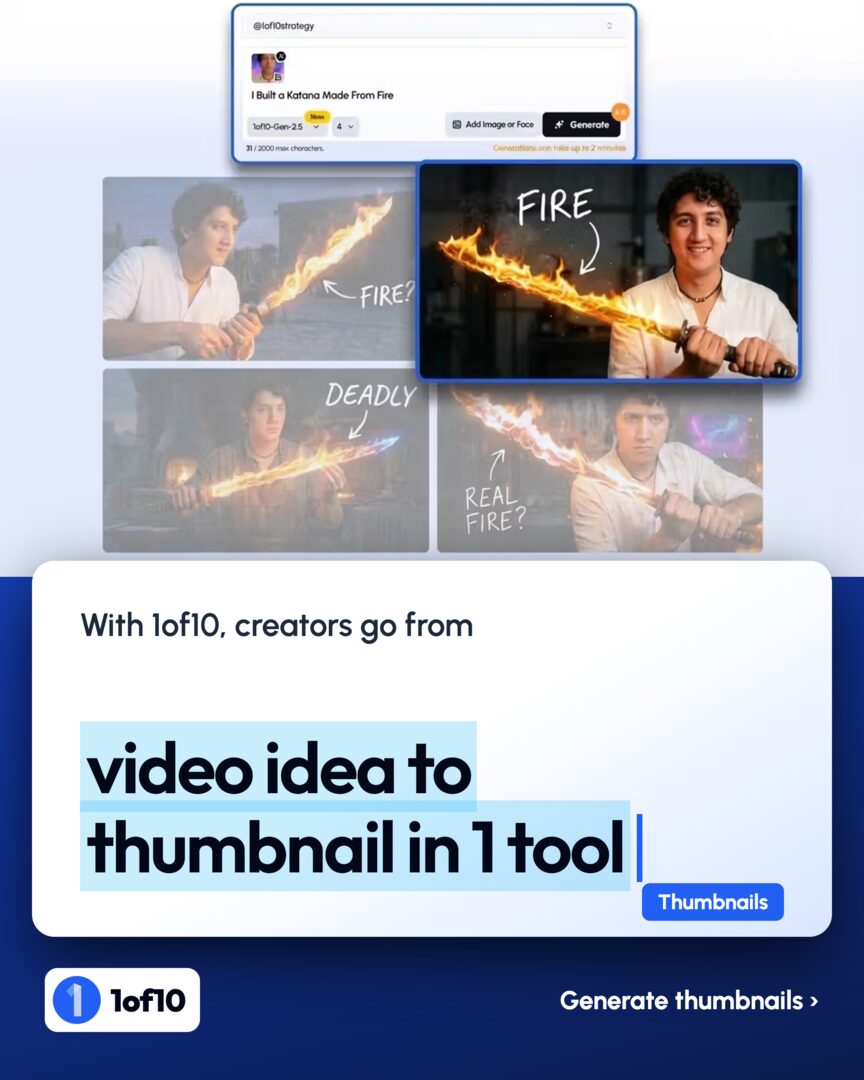 @1of10strategy
I Built a Katana Made From Fire
New
1of10-Gen-2.5
4
Add Image or Face
Generate
31 / 2000 max characters.
Generations can take up to 2 minutes
FIRE
FIRE?
DEADLY
REAL
FIRE?
With 1of10, creators go from
video idea to
thumbnail in 1 tool
Thumbnails
1of10
Generate thumbnails ›